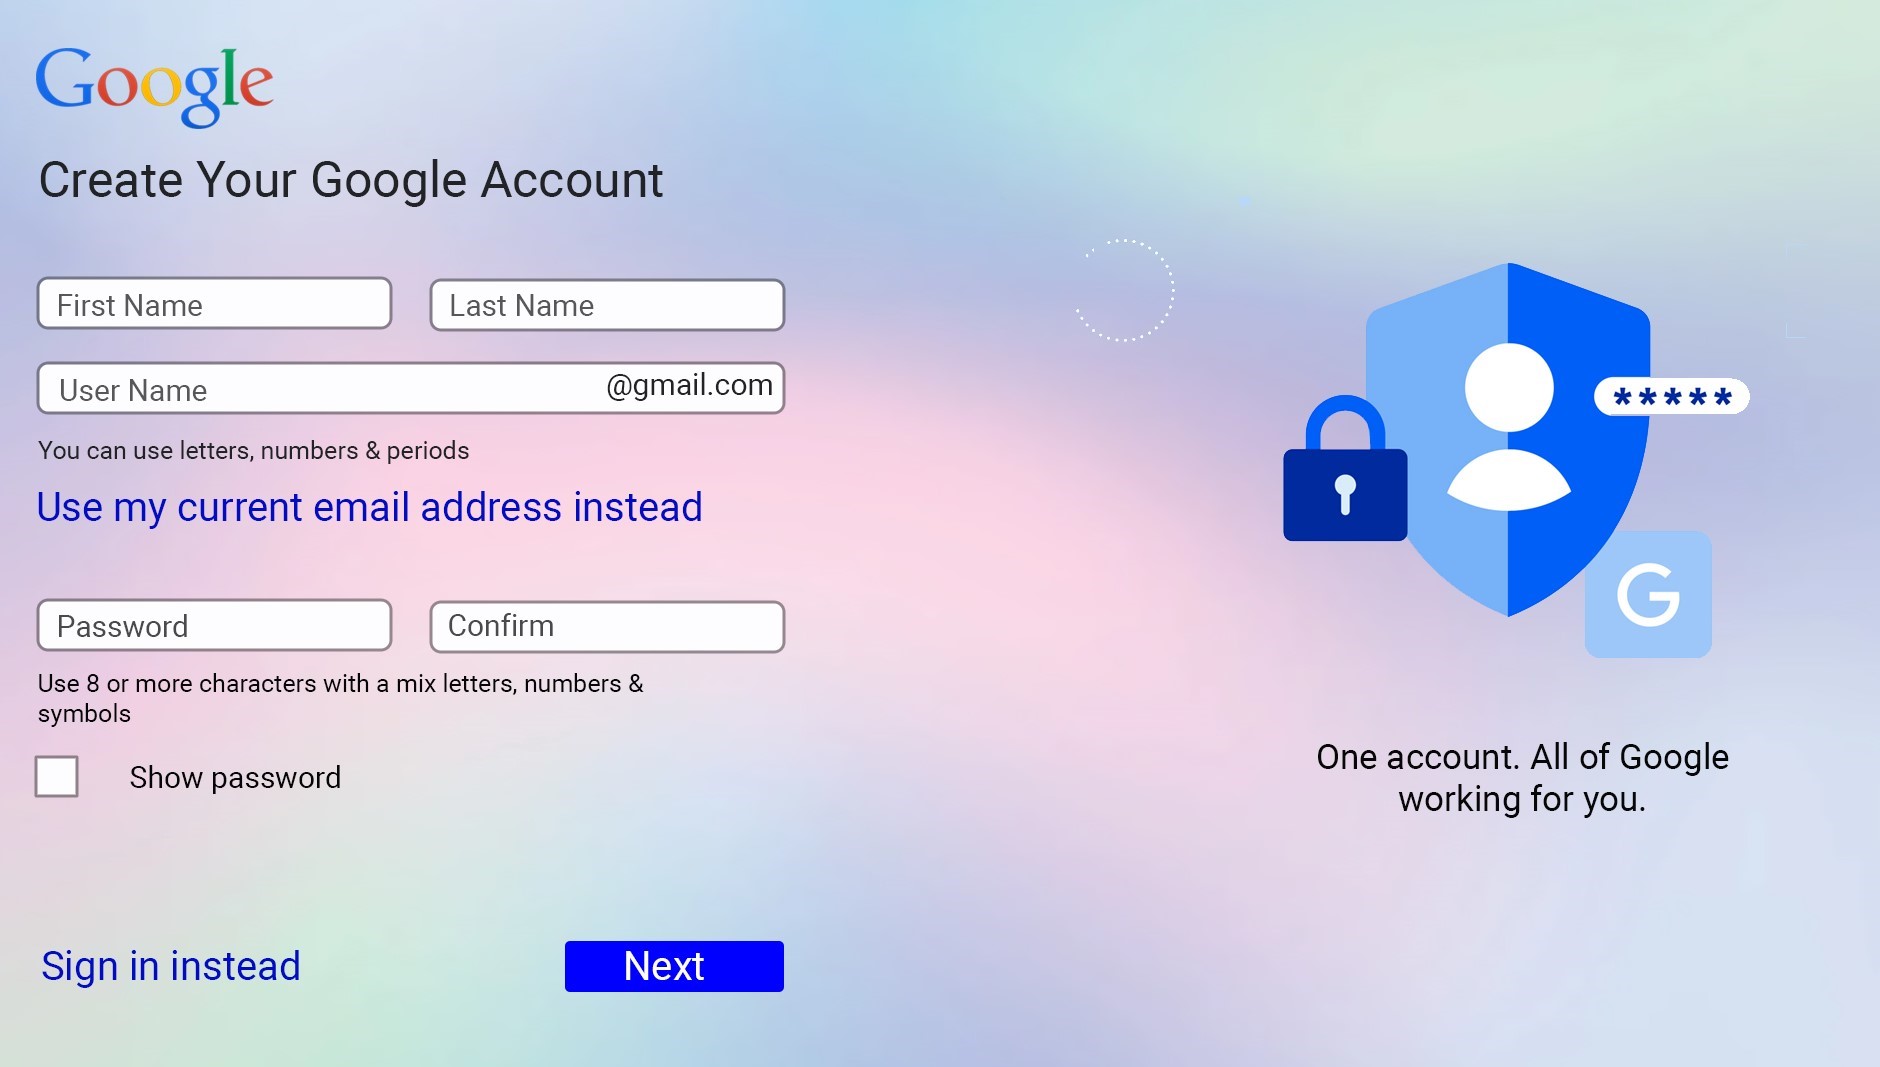 Google
Create Your Google Account
First Name
Last Name
User Name
@gmail.com
You can use letters, numbers & periods
Use my current email address instead
Password
Confirm
Use 8 or more characters with a mix letters, numbers &
symbols
Show password
Sign in instead
Next
*****
G
One account. All of Google
working for you.